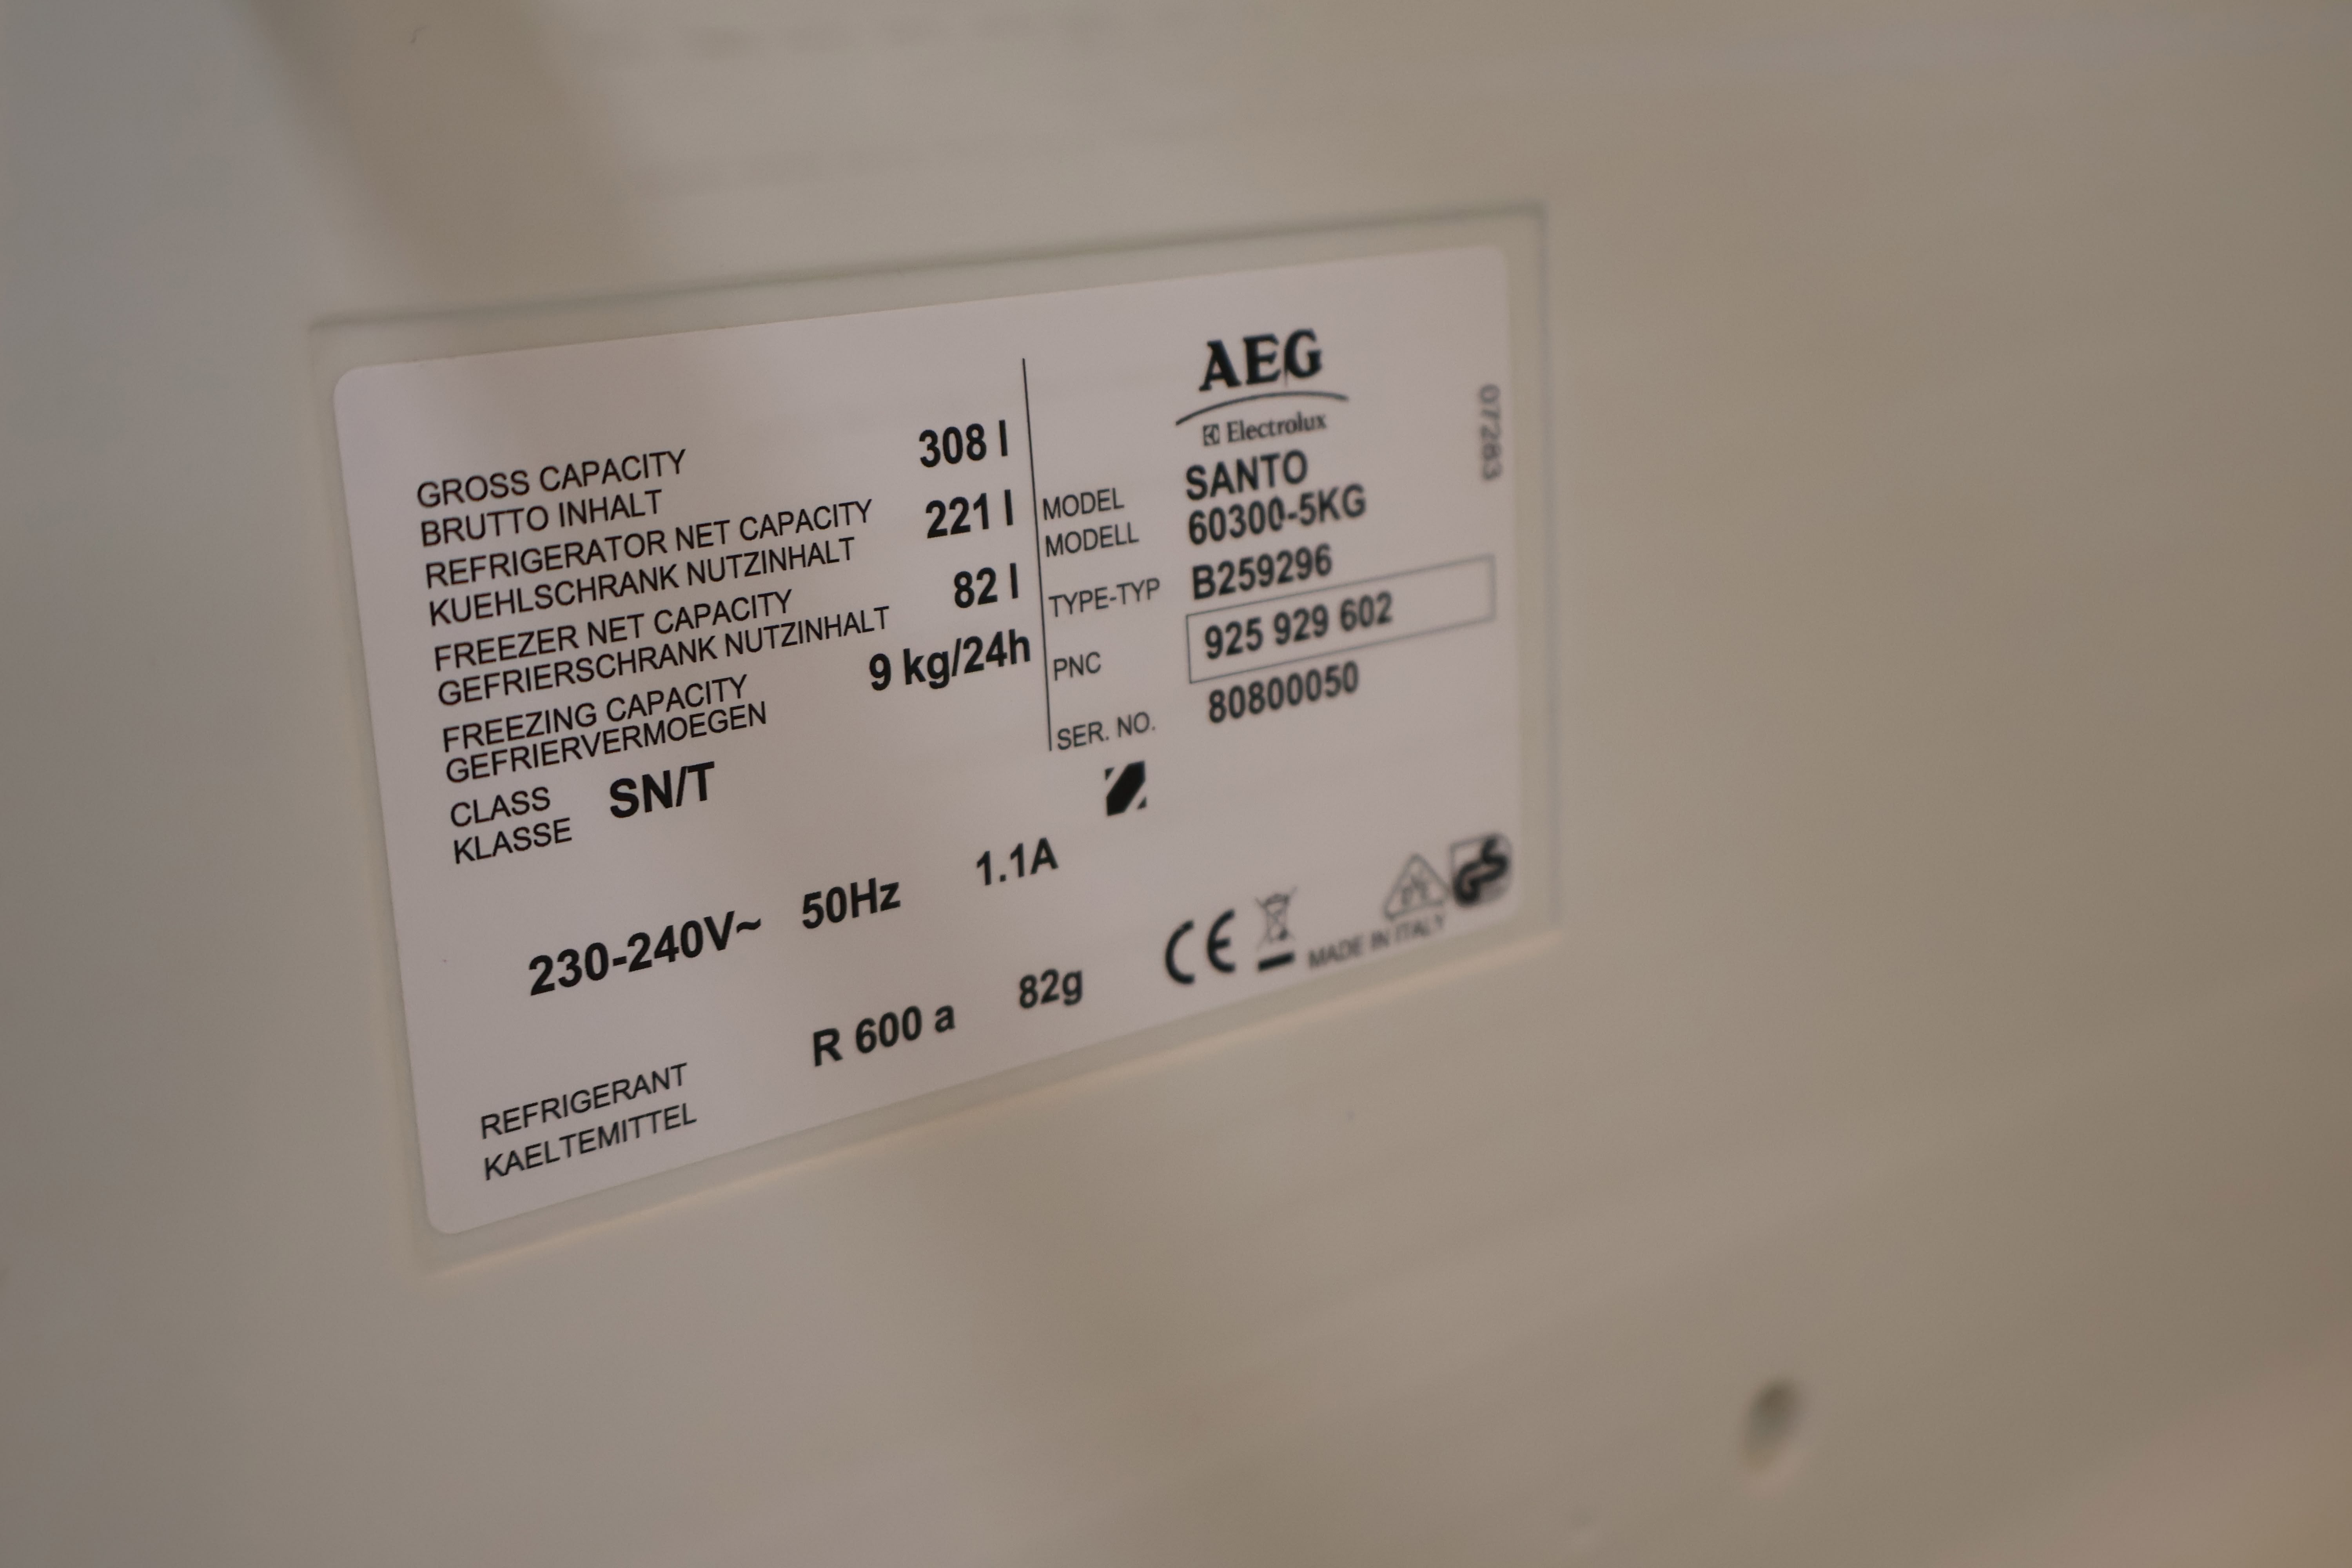 GROSS CAPACITY
BRUTTO INHALT
308 l
REFRIGERATOR NET CAPACITY
KUEHLSCHRANK NUTZINHALT
221 l
FREEZER NET CAPACITY
GEFRIERSCHRANK NUTZINHALT
82 l
FREEZING CAPACITY
GEFRIERVERMOEGEN
9 kg/24h
CLASS
KLASSE
SN/T
AEG
Electrolux
MODEL
MODELL
SANTO
60300-5KG
TYPE-TYP B259296
PNC 925 929 602
SER. NO. 80800050
07283
230-240V~ 50Hz 1.1A
REFRIGERANT
KAELTEMITTEL
R 600 a 82g
CE
MADE IN ITALY
GS